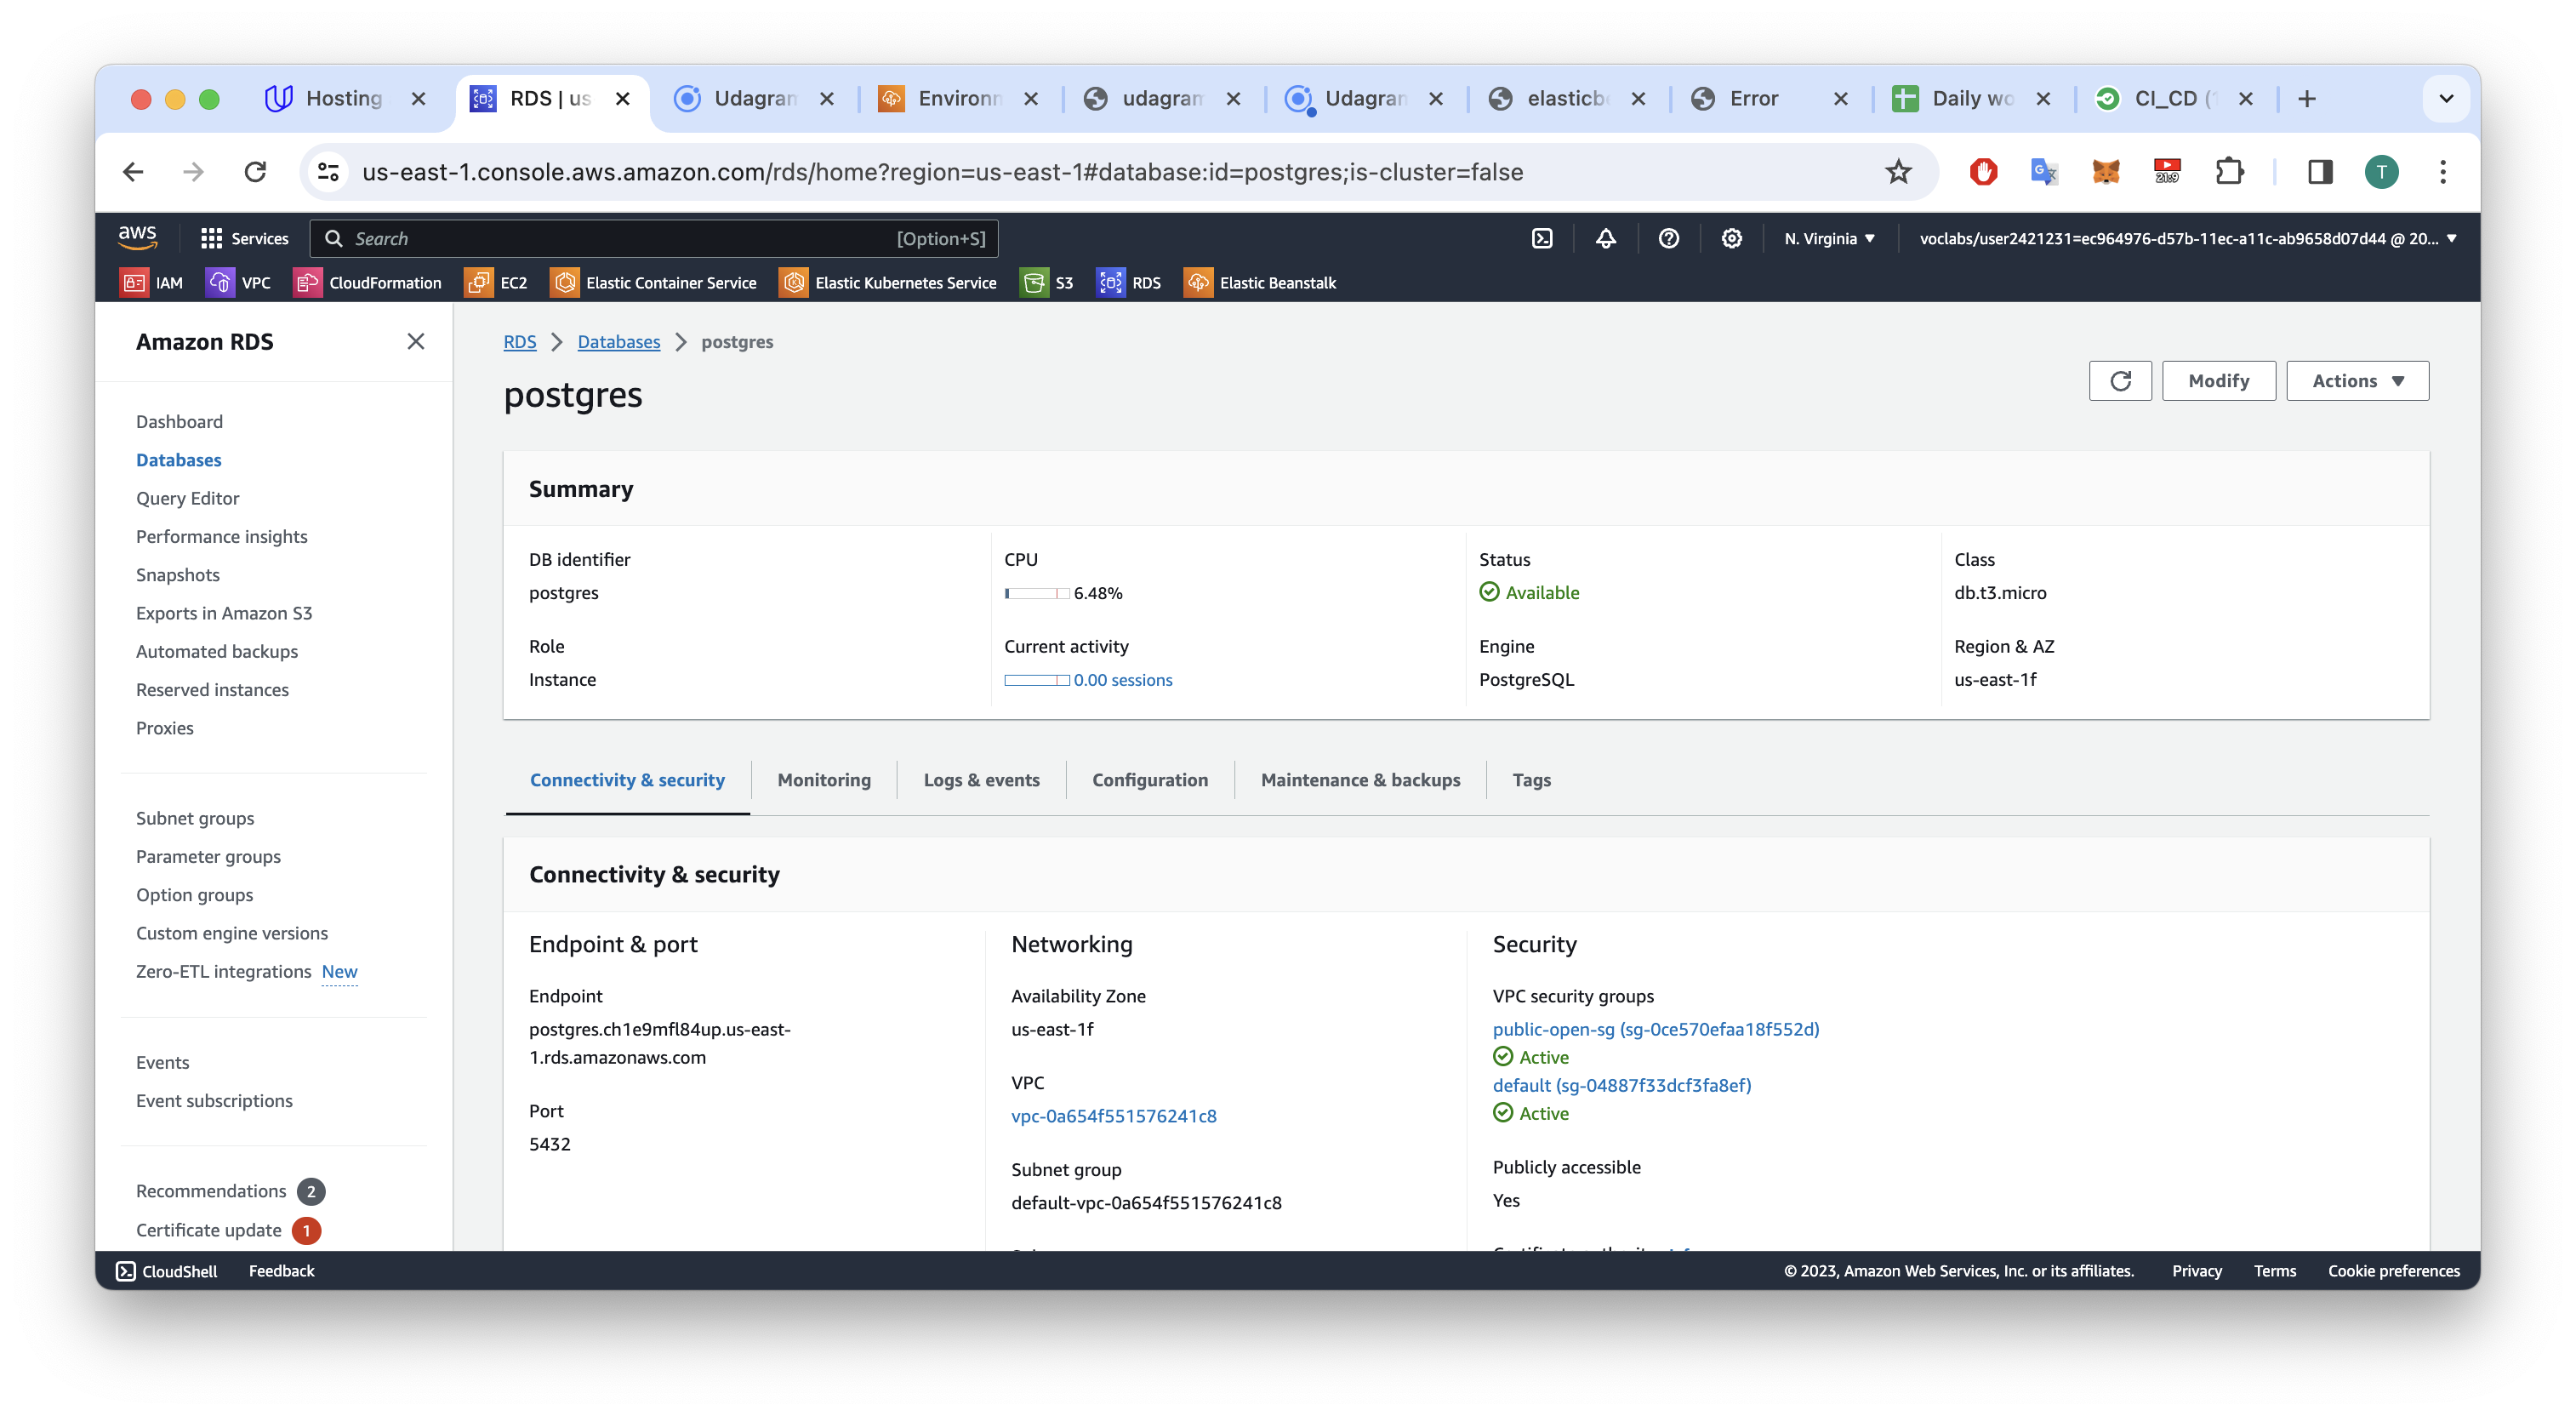 Hosting
RDS | us
Udagran
Environn
udagram
Udagran
elasticbe
Error
Daily wo
CI_CD (
us-east-1.console.aws.amazon.com/rds/home?region=us-east-1#database:id=postgres;is-cluster=false
21:9
T
aws
Services
Search
[Option+S]
N. Virginia
voclabs/user2421231=ec964976-d57b-11ec-a11c-ab9658d07d44 @ 20...
IAM
VPC
CloudFormation
EC2
Elastic Container Service
Elastic Kubernetes Service
S3
RDS
Elastic Beanstalk
Amazon RDS
Dashboard
Databases
Query Editor
Performance insights
Snapshots
Exports in Amazon S3
Automated backups
Reserved instances
Proxies
Subnet groups
Parameter groups
Option groups
Custom engine versions
Zero-ETL integrations New
Events
Event subscriptions
Recommendations 2
Certificate update 1
RDS > Databases > postgres
postgres
Modify
Actions
Summary
DB identifier
postgres
CPU
6.48%
Status
Available
Class
db.t3.micro
Role
Instance
Current activity
0.00 sessions
Engine
PostgreSQL
Region & AZ
us-east-1f
Connectivity & security
Monitoring
Logs & events
Configuration
Maintenance & backups
Tags
Connectivity & security
Endpoint & port
Endpoint
postgres.ch1e9mfl84up.us-east-
1.rds.amazonaws.com
Port
5432
Networking
Availability Zone
us-east-1f
VPC
vpc-0a654f551576241c8
Subnet group
default-vpc-0a654f551576241c8
Security
VPC security groups
public-open-sg (sg-0ce570efaa18f552d)
Active
default (sg-04887f33dcf3fa8ef)
Active
Publicly accessible
Yes
CloudShell
Feedback
© 2023, Amazon Web Services, Inc. or its affiliates.
Privacy
Terms
Cookie preferences